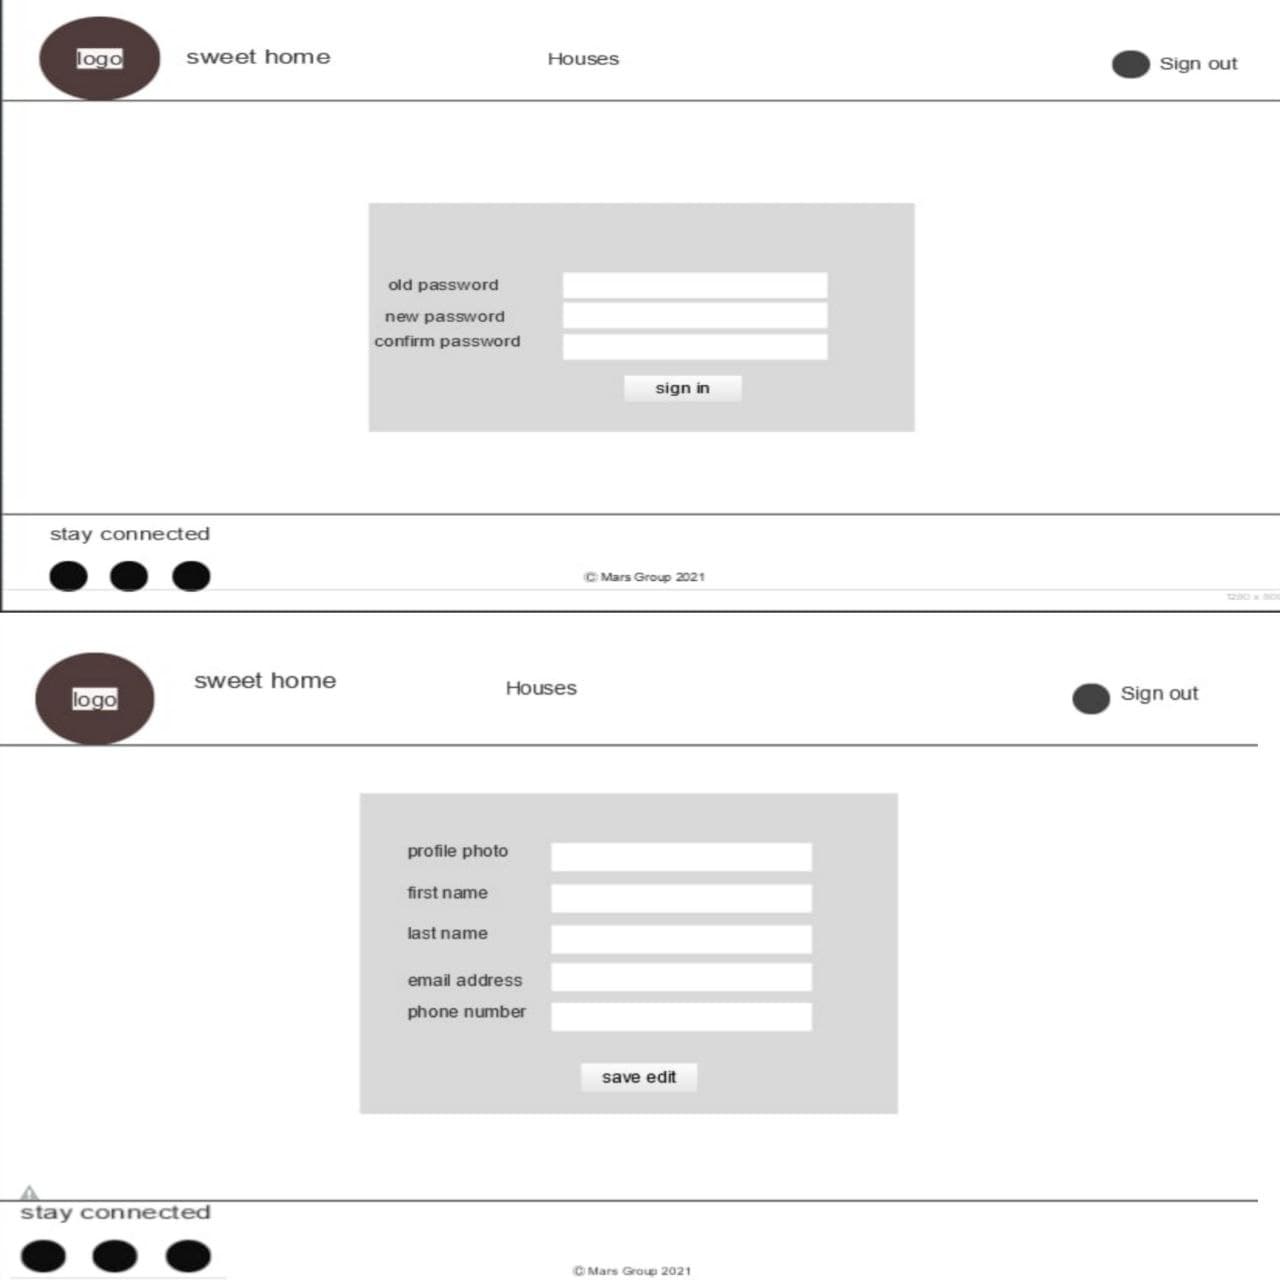 logo sweet home Houses Sign out
old password
new password
confirm password
sign in
stay connected
© Mars Group 2021
logo sweet home Houses Sign out
profile photo
first name
last name
email address
phone number
save edit
stay connected
© Mars Group 2021